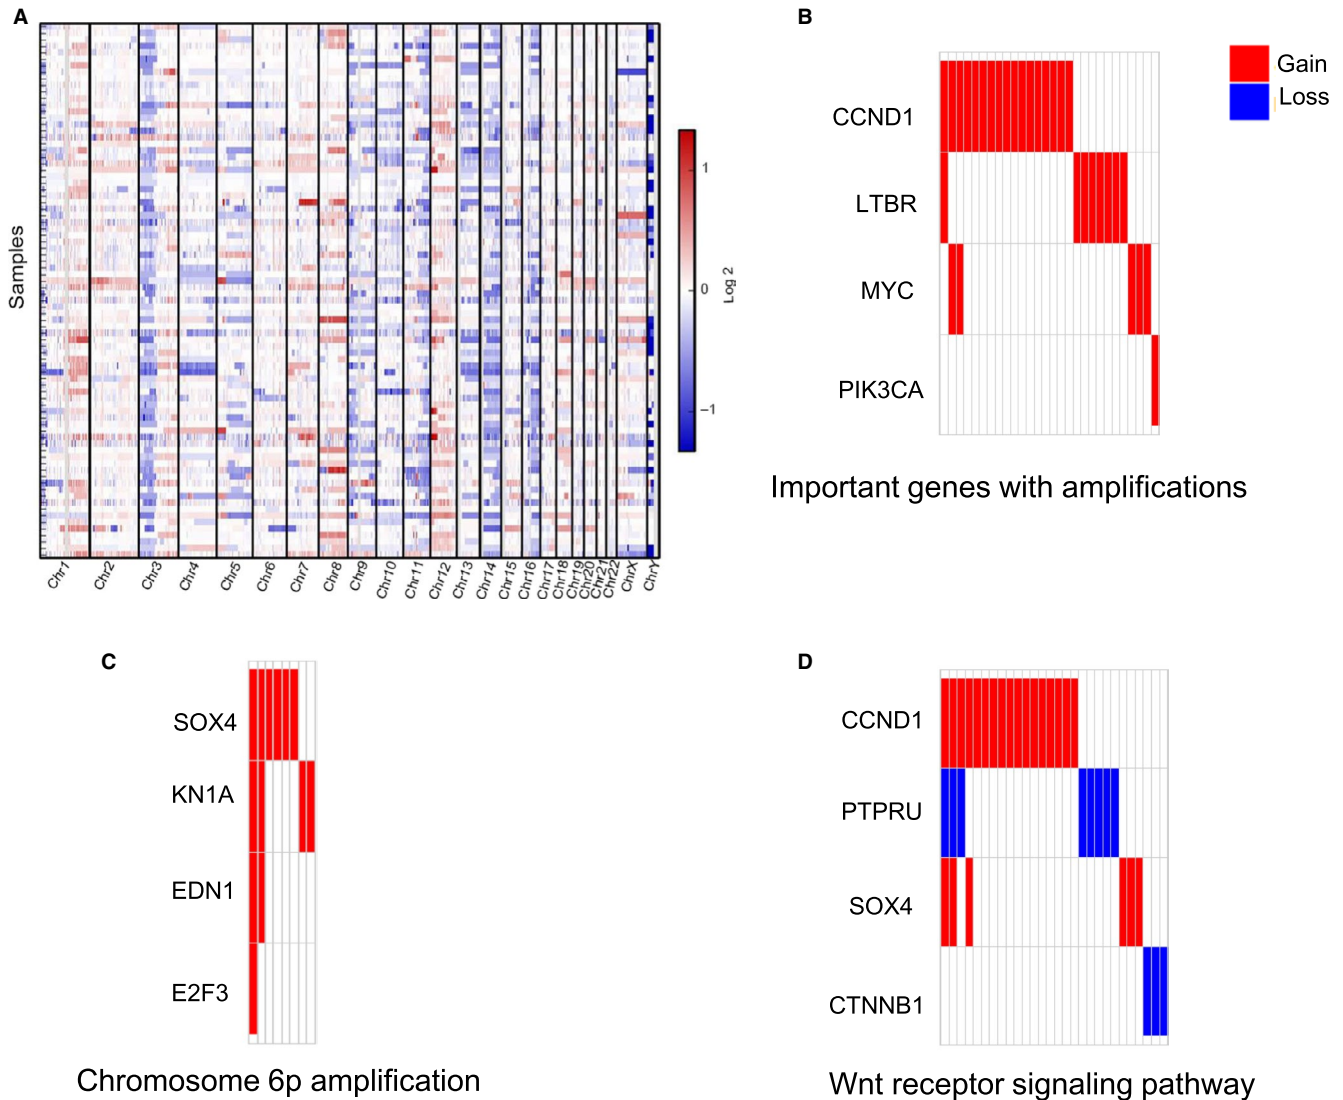 A
Samples
Chr1
Chr2
Chr3
Chr4
Chr5
Chr6
Chr7
Chr8
Chr9
Chr10
Chr11
Chr12
Chr13
Chr14
Chr15
Chr16
Chr17
Chr18
Chr19
Chr20
Chr21
Chr22
ChrX
ChrY
1
0
−1
Log 2
B
CCND1
LTBR
MYC
PIK3CA
Gain
Loss
Important genes with amplifications
C
SOX4
KN1A
EDN1
E2F3
Chromosome 6p amplification
D
CCND1
PTPRU
SOX4
CTNNB1
Wnt receptor signaling pathway